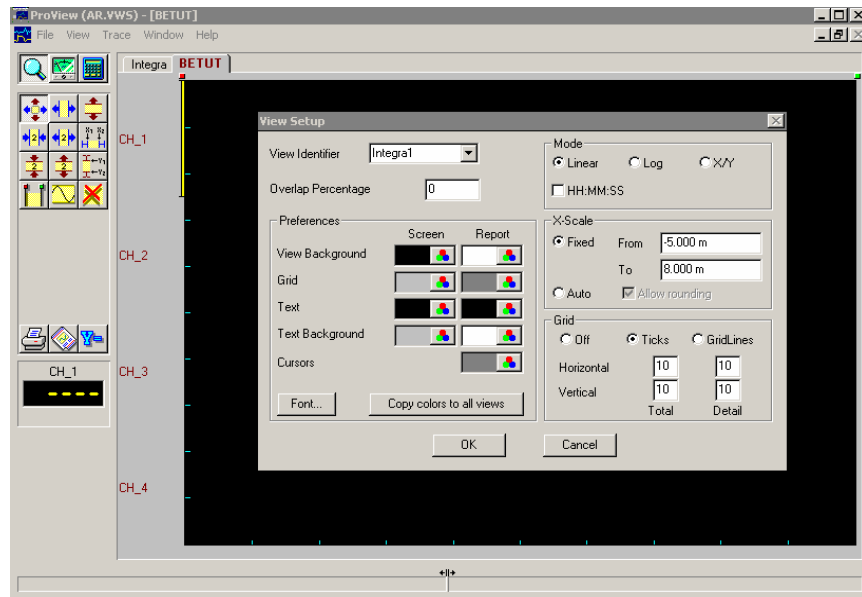 ProView (AR.VWS) - [BETUT]
File View Trace Window Help
Integra BETUT
CH_1
CH_2
CH_3
CH_4
CH_1
----
View Setup
View Identifier Integra1
Overlap Percentage 0
Preferences
Screen Report
View Background
Grid
Text
Text Background
Cursors
Font... Copy colors to all views
Mode
Linear Log X/Y
HH:MM:SS
X-Scale
Fixed From -5.000 m
To 8.000 m
Auto Allow rounding
Grid
Off Ticks GridLines
Horizontal 10 10
Vertical 10 10
Total Detail
OK Cancel